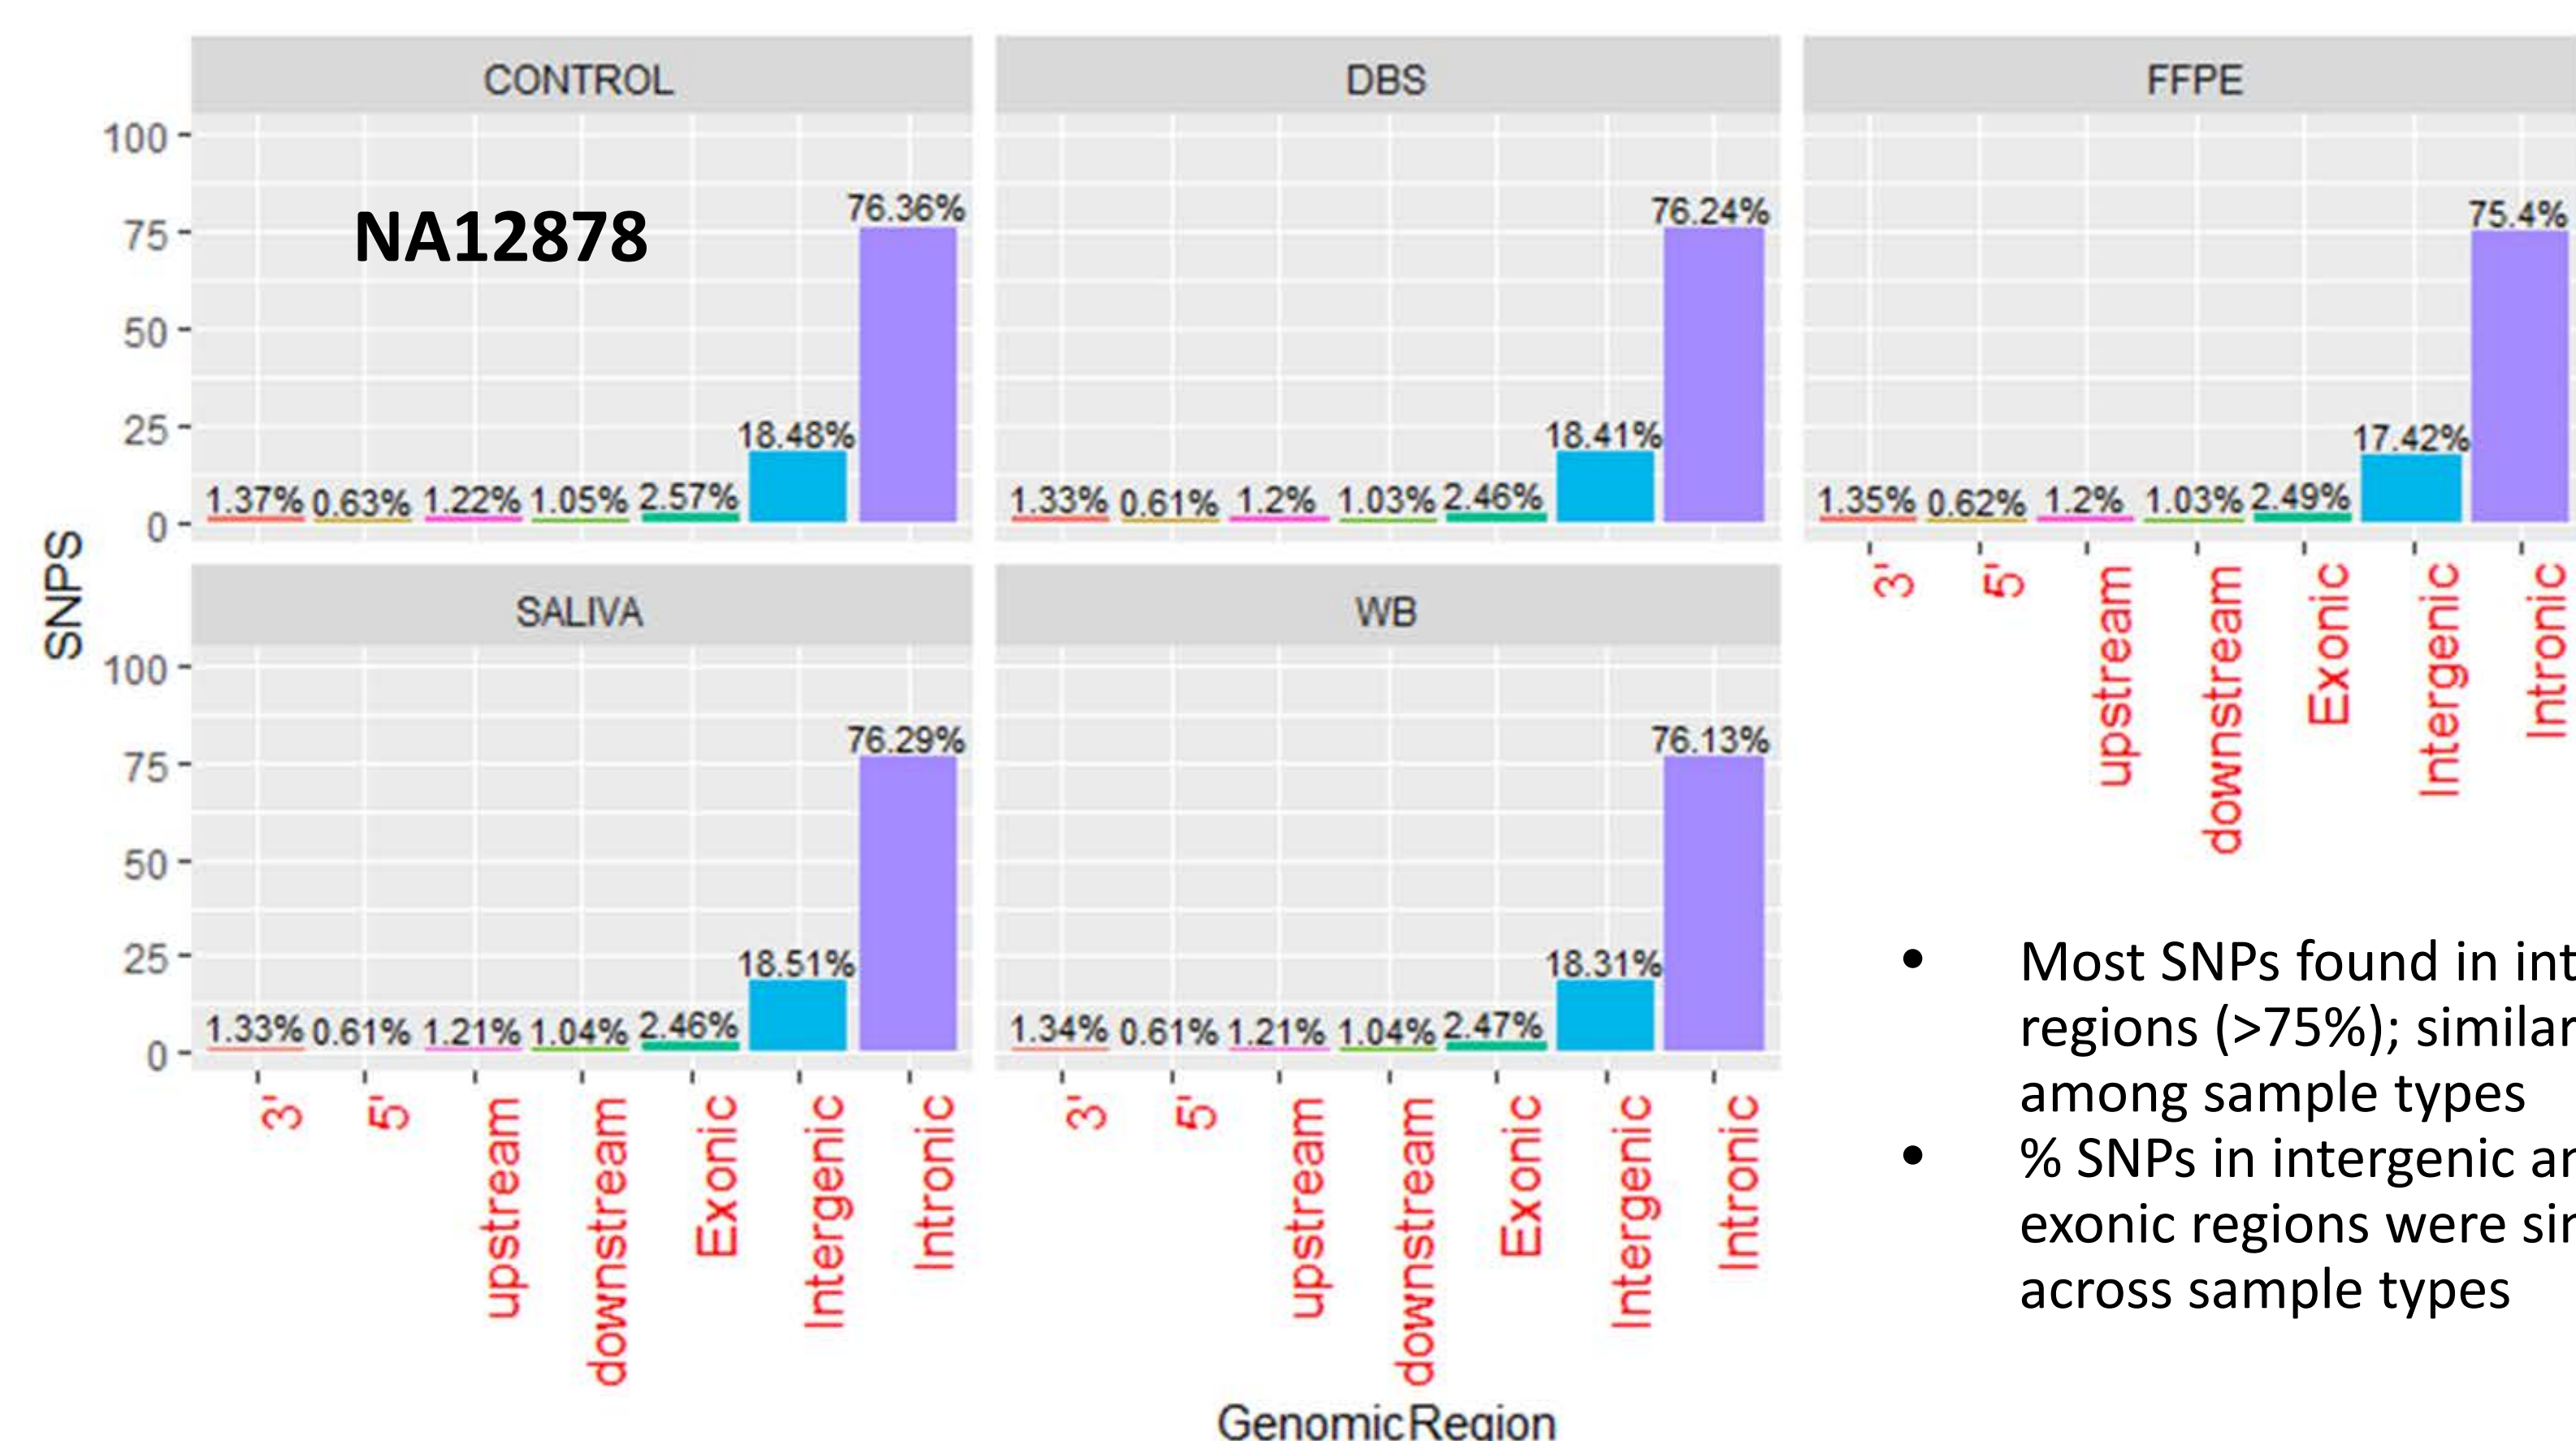 CONTROL
DBS
FFPE
100
75
50
25
0
NA12878
1.37% 0.63% 1.22% 1.05% 2.57% 18.48% 76.36%
1.33% 0.61% 1.2% 1.03% 2.46% 18.41% 76.24%
1.35% 0.62% 1.2% 1.03% 2.49% 17.42% 75.4%
3' 5' upstream downstream Exonic Intergenic Intronic
SNPS
SALIVA
WB
100
75
50
25
0
1.33% 0.61% 1.21% 1.04% 2.46% 18.51% 76.29%
1.34% 0.61% 1.21% 1.04% 2.47% 18.31% 76.13%
3' 5' upstream downstream Exonic Intergenic Intronic
3' 5' upstream downstream Exonic Intergenic Intronic
Genomic Region
• Most SNPs found in
regions (>75%); similar
among sample types
• % SNPs in intergenic
exonic regions were
across sample types